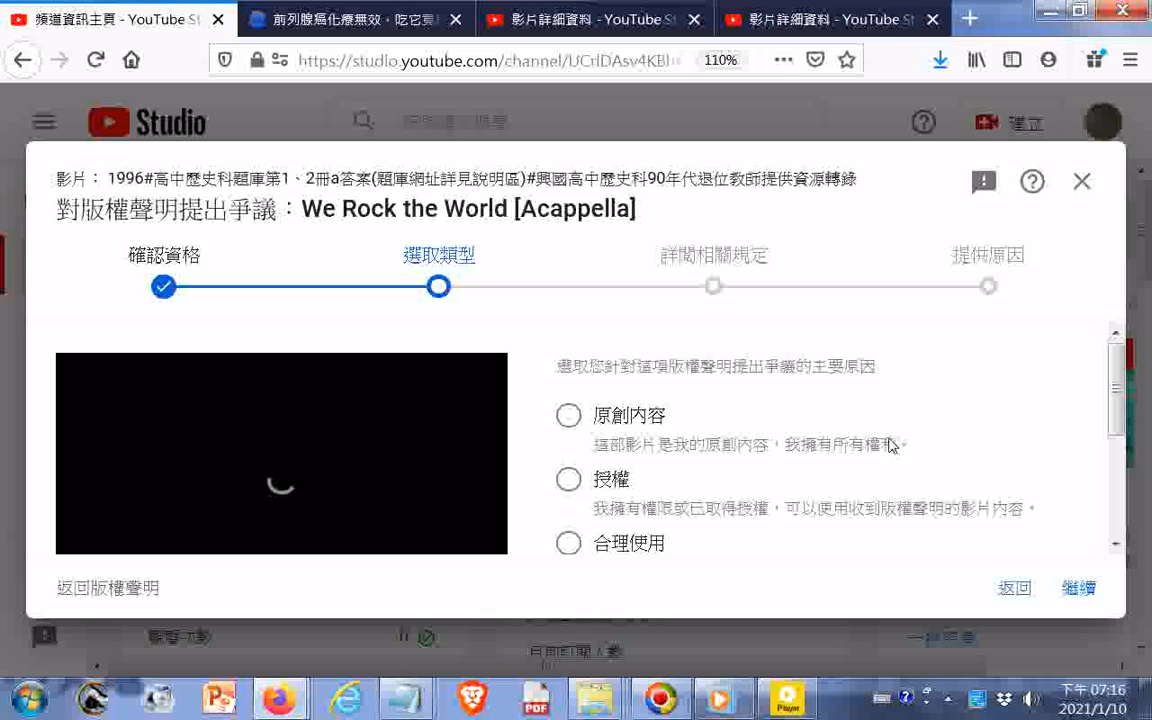 頻道資訊主頁 - YouTube S
前列腺癌化療無效，吃它竟
影片詳細資料 - YouTube S
影片詳細資料 - YouTube St
https://studio.youtube.com/channel/UCrIDAsv4KBI
110%
Studio
建立
影片： 1996#高中歷史科題庫第1、2冊a答案(題庫網址詳見說明區)#興國高中歷史科90年代退位教師提供資源轉錄
對版權聲明提出爭議：We Rock the World [Acappella]
確認資格
選取類型
詳閱相關規定
提供原因
選取您針對這項版權聲明提出爭議的主要原因
原創內容
這部影片是我的原創內容，我擁有所有權利。
授權
我擁有權限或已取得授權，可以使用收到版權聲明的影片內容。
合理使用
返回版權聲明
返回
繼續
PDF
Player
下午 07:16
2021/1/10